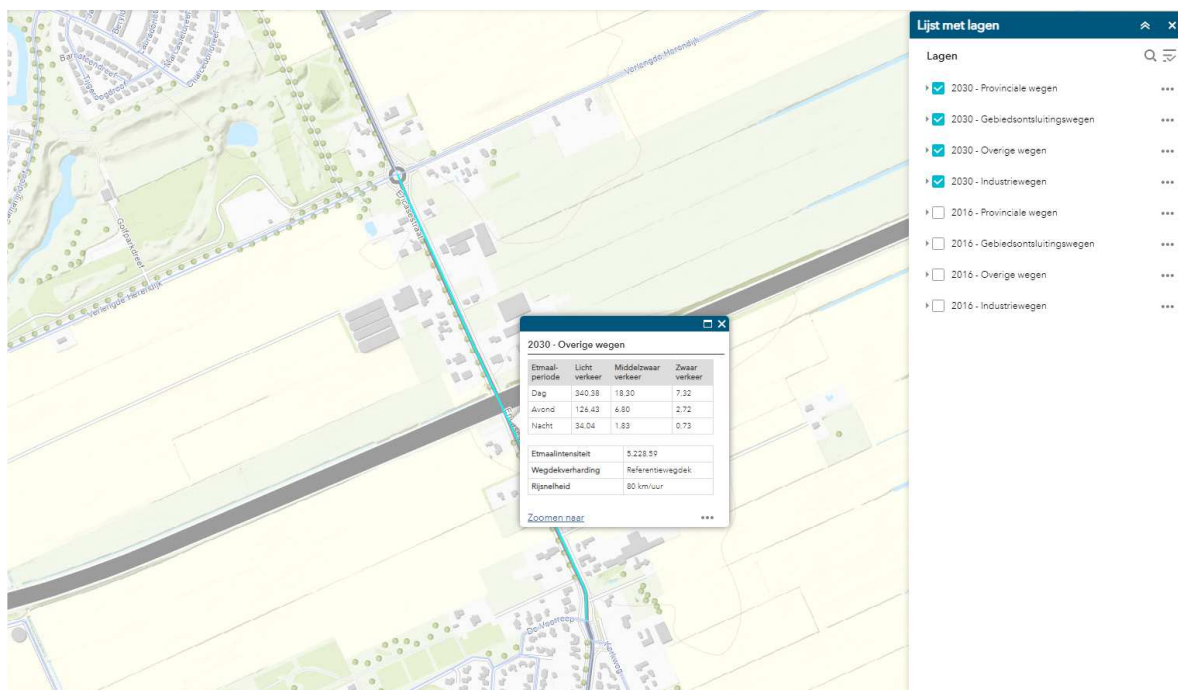 Lijst met lagen
Lagen
2030 - Provinciale wegen
2030 - Gebiedsontsluitingswegen
2030 - Overige wegen
2030 - Industriewegen
2016 - Provinciale wegen
2016 - Gebiedsontsluitingswegen
2016 - Overige wegen
2016 - Industriewegen
Verlengde Herendijk
Golfparkdreef
Verlengde Herendijk
Ericasestraat
2030 - Overige wegen
Etmaal-
periode
Licht
verkeer
Middelzwaar
verkeer
Zwaar
verkeer
Dag 340,38 18,30 7,32
Avond 126,43 6,80 2,72
Nacht 34,04 1,83 0,73
Etmaalintensiteit 5.228,59
Wegdekverharding Referentiewegdek
Rijsnelheid 80 km/uur
Zoomen naar